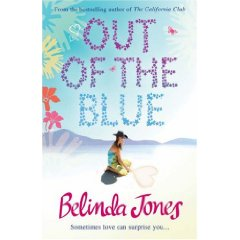 From the bestselling author of The California Club
OUT
OF THE
BLUE
Belinda Jones
Sometimes love can surprise you...